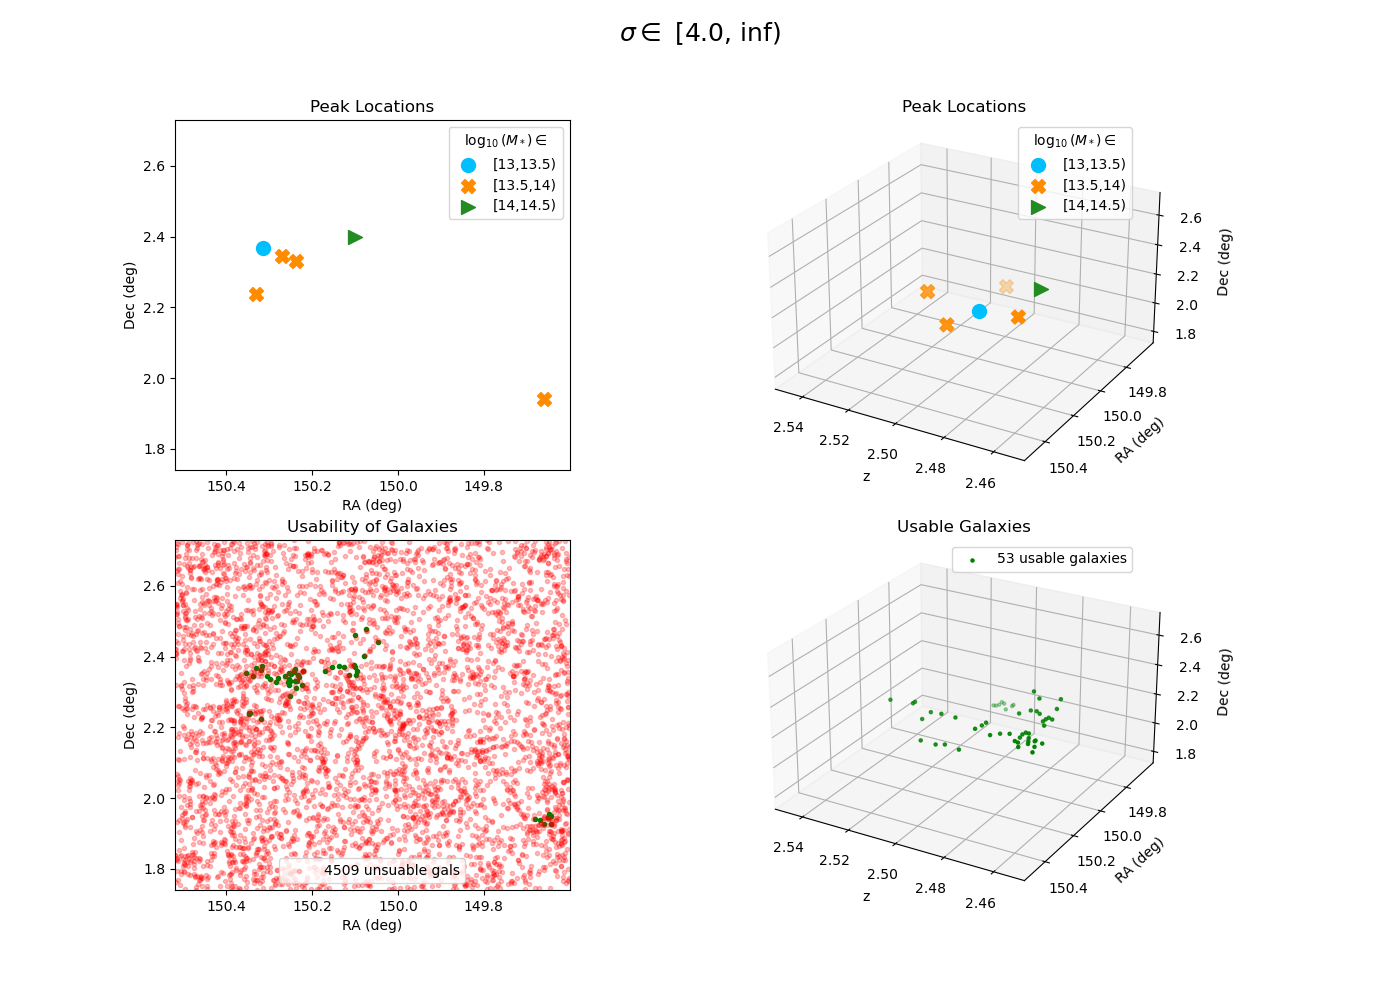 σ ∈ [4.0, inf)
Peak Locations
log₁₀(M*) ∈
[13,13.5)
[13.5,14)
[14,14.5)
2.6
2.4
2.2
2.0
1.8
Dec (deg)
150.4 150.2 150.0 149.8
RA (deg)
Peak Locations
log₁₀(M*) ∈
[13,13.5)
[13.5,14)
[14,14.5)
2.6
2.4
2.2
2.0
1.8
Dec (deg)
149.8
150.0
150.2
150.4
RA (deg)
2.54
2.52
2.50
2.48
2.46
z
Usability of Galaxies
2.6
2.4
2.2
2.0
1.8
Dec (deg)
4509 unsuable gals
150.4 150.2 150.0 149.8
RA (deg)
Usable Galaxies
53 usable galaxies
2.6
2.4
2.2
2.0
1.8
Dec (deg)
149.8
150.0
150.2
150.4
RA (deg)
2.54
2.52
2.50
2.48
2.46
z